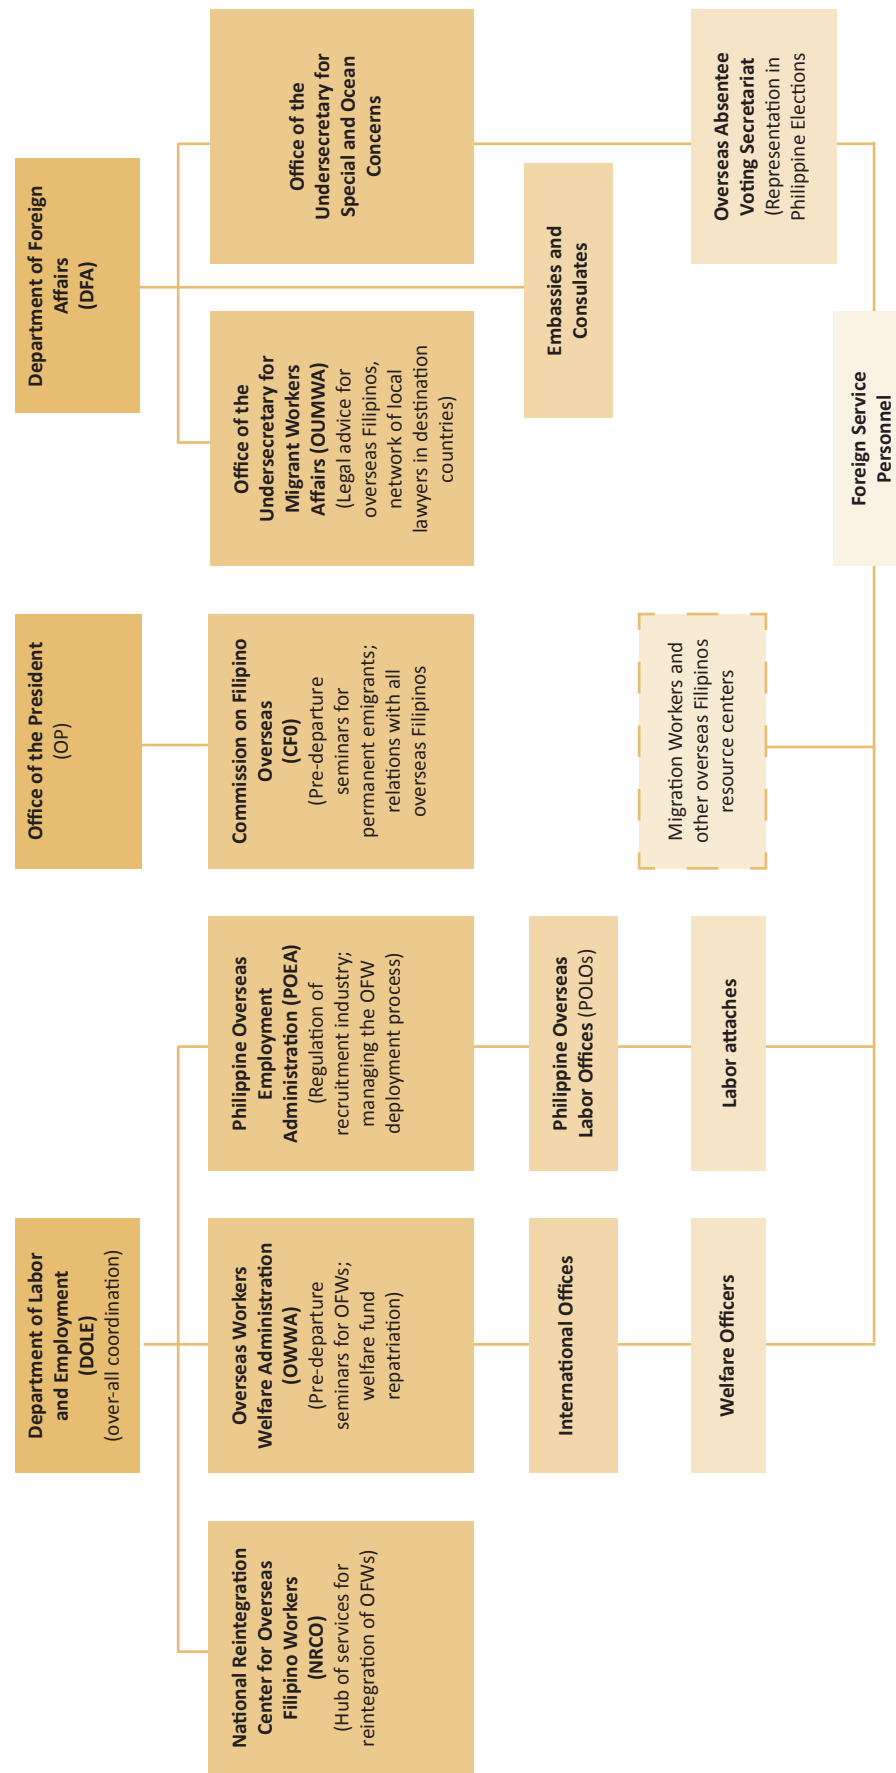 Department of Labor
and Employment
(DOLE)
(over-all coordination)
Office of the President
(OP)
Department of Foreign
Affairs
(DFA)
National Reintegration
Center for Overseas
Filipino Workers
(NRCO)
(Hub of services for
reintegration of OFWs)
Overseas Workers
Welfare Administration
(OWWA)
(Pre-departure
seminars for OFWs;
welfare fund
repatriation)
Philippine Overseas
Employment
Administration (POEA)
(Regulation of
recruitment industry;
managing the OFW
deployment process)
Commission on Filipino
Overseas
(CF0)
(Pre-departure
seminars for
permanent emigrants;
relations with all
overseas Filipinos
Office of the
Undersecretary for
Migrant Workers
Affairs (OUMWA)
(Legal advice for
overseas Filipinos,
network of local
lawyers in destination
countries)
Office of the
Undersecretary for
Special and Ocean
Concerns
International Offices
Philippine Overseas
Labor Offices (POLOs)
Embassies and
Consulates
Welfare Officers
Labor attaches
Migration Workers and
other overseas Filipinos
resource centers
Overseas Absentee
Voting Secretariat
(Representation in
Philippine Elections
Foreign Service
Personnel